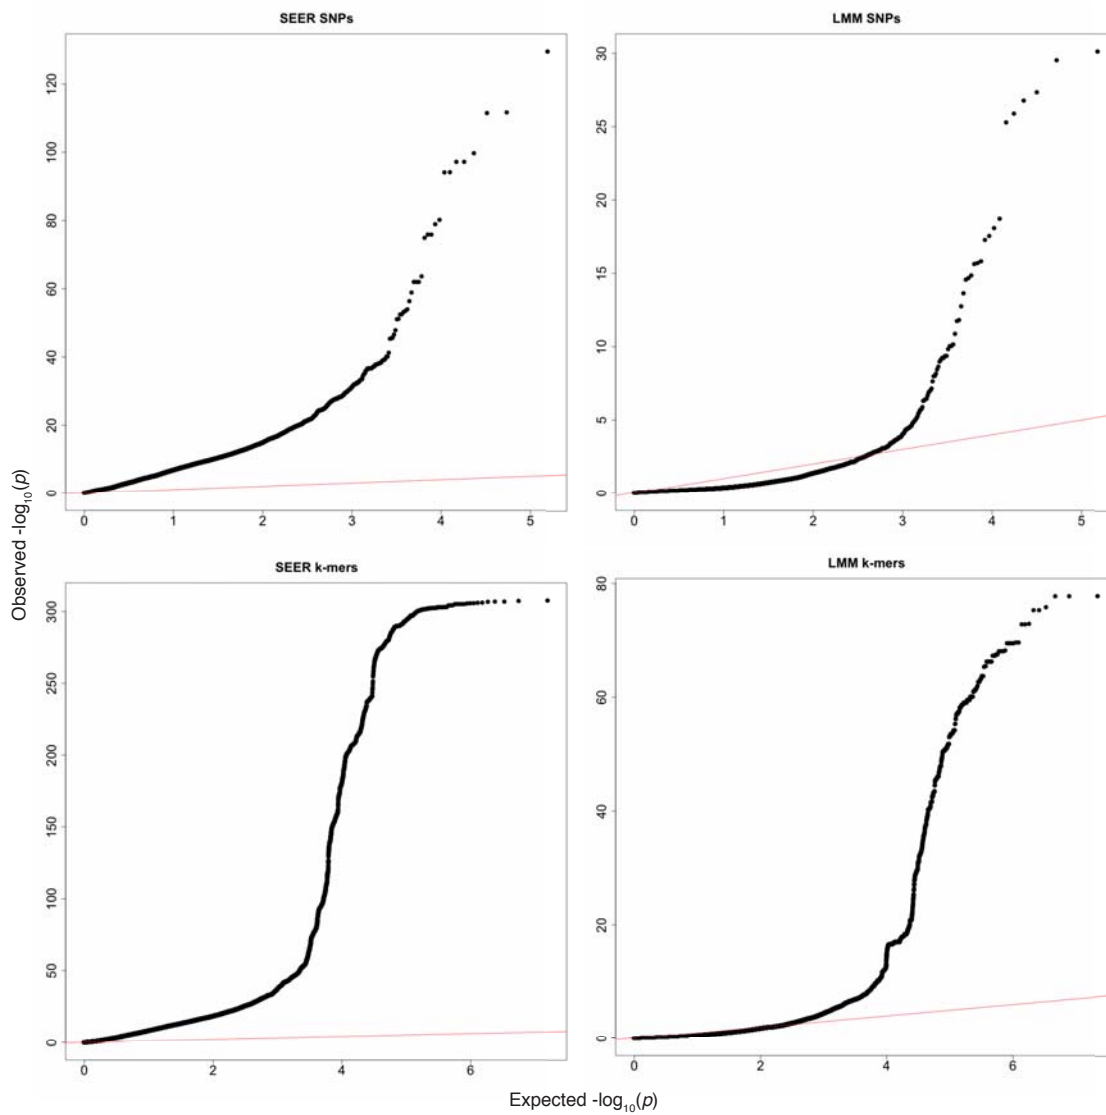 SEER SNPs
LMM SNPs
0 20 40 60 80 100 120
0 5 10 15 20 25 30
0 1 2 3 4 5
0 1 2 3 4 5
Observed -log10(p)
SEER k-mers
LMM k-mers
0 50 100 150 200 250 300
0 20 40 60 80
0 2 4 6
0 2 4 6
Expected -log10(p)